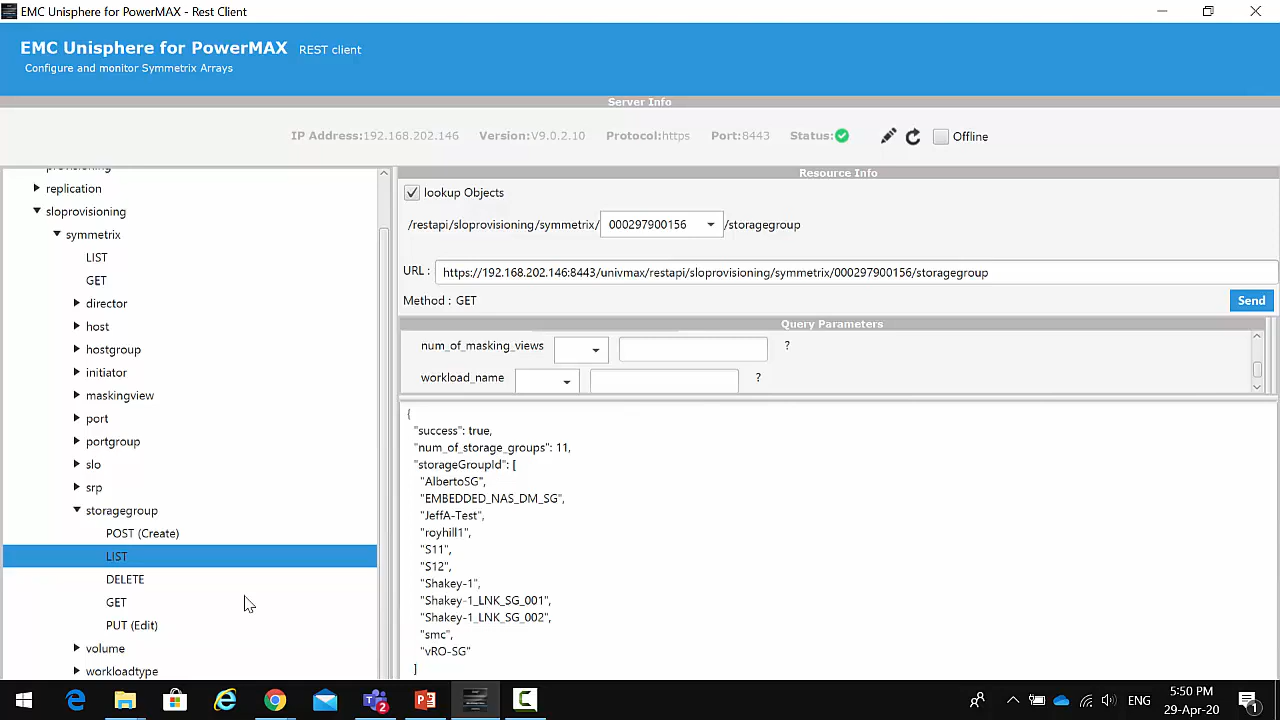 EMC Unisphere for PowerMAX - Rest Client
EMC Unisphere for PowerMAX REST client
Configure and monitor Symmetrix Arrays
Server Info
IP Address:192.168.202.146 Version:V9.0.2.10 Protocol:https Port:8443 Status: Offline
provisioning
replication
sloprovisioning
symmetrix
LIST
GET
director
host
hostgroup
initiator
maskingview
port
portgroup
slo
srp
storagegroup
POST (Create)
LIST
DELETE
GET
PUT (Edit)
volume
workloadtype
Resource Info
lookup Objects
/restapi/sloprovisioning/symmetrix/ 000297900156 /storagegroup
URL : https://192.168.202.146:8443/univmax/restapi/sloprovisioning/symmetrix/000297900156/storagegroup
Method : GET Send
Query Parameters
num_of_masking_views ?
workload_name ?
{
"success": true,
"num_of_storage_groups": 11,
"storageGroupId": [
"AlbertoSG",
"EMBEDDED_NAS_DM_SG",
"JeffA-Test",
"royhill1",
"S11",
"S12",
"Shakey-1",
"Shakey-1_LNK_SG_001",
"Shakey-1_LNK_SG_002",
"smc",
"vRO-SG"
]
2
ENG
3:20 PM
29-Apr-20
1